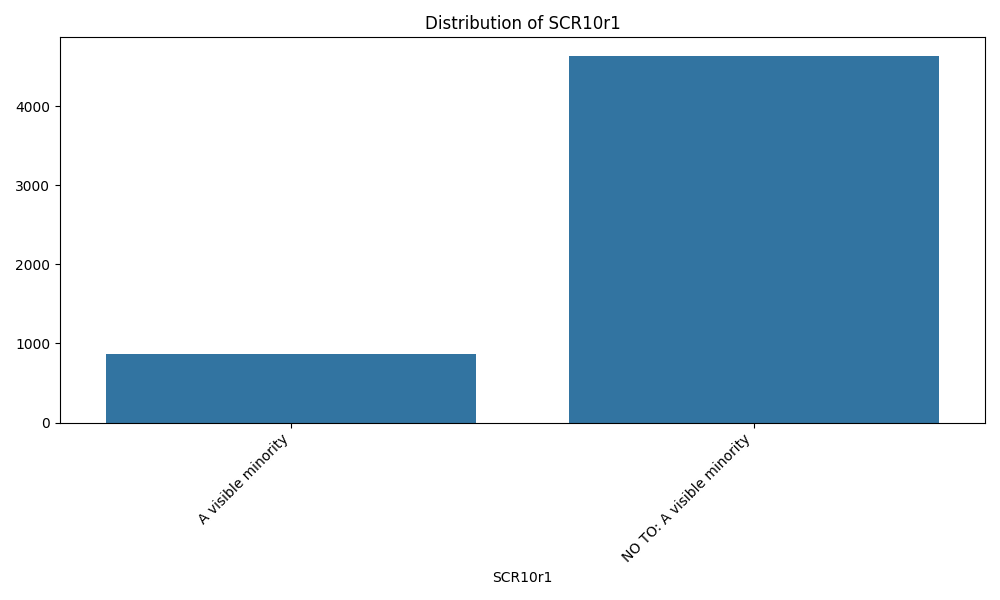 Distribution of SCR10r1
4000
3000
2000
1000
0
A visible minority
NO TO: A visible minority
SCR10r1